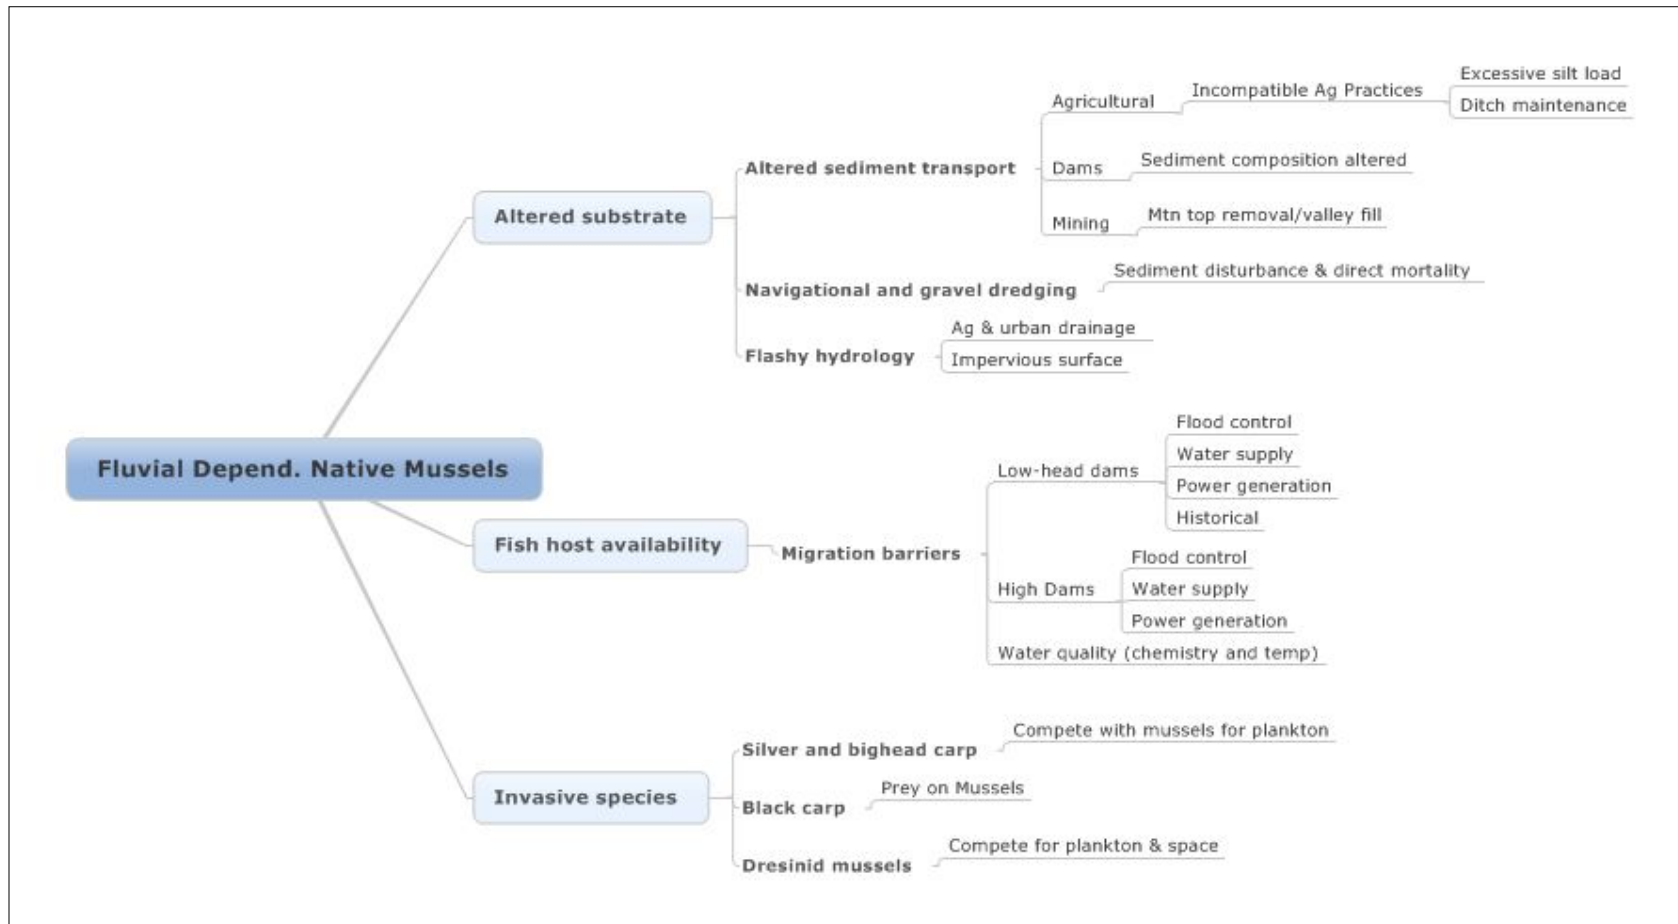 Fluvial Depend. Native Mussels
Altered substrate
Altered sediment transport
Agricultural
Incompatible Ag Practices
Excessive silt load
Ditch maintenance
Dams
Sediment composition altered
Mining
Mtn top removal/valley fill
Navigational and gravel dredging
Sediment disturbance & direct mortality
Flashy hydrology
Ag & urban drainage
Impervious surface
Fish host availability
Migration barriers
Low-head dams
Flood control
Water supply
Power generation
Historical
High Dams
Flood control
Water supply
Power generation
Water quality (chemistry and temp)
Invasive species
Silver and bighead carp
Compete with mussels for plankton
Black carp
Prey on Mussels
Dresinid mussels
Compete for plankton & space